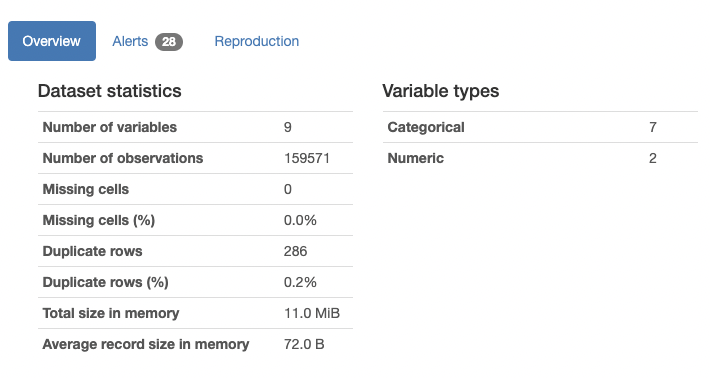 Overview Alerts 28 Reproduction
Dataset statistics
Number of variables 9
Number of observations 159571
Missing cells 0
Missing cells (%) 0.0%
Duplicate rows 286
Duplicate rows (%) 0.2%
Total size in memory 11.0 MiB
Average record size in memory 72.0 B
Variable types
Categorical 7
Numeric 2